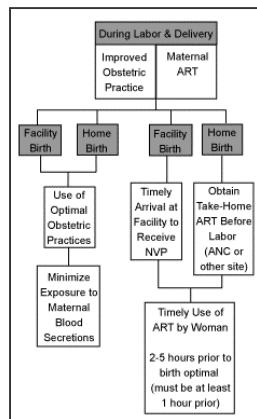 During Labor & Delivery
Improved
Obstetric
Practice
Maternal
ART
Facility
Birth
Home
Birth
Facility
Birth
Home
Birth
Use of
Optimal
Obstetric
Practices
Timely
Arrival at
Facility to
Receive
NVP
Obtain
Take-Home
ART Before
Labor
(ANC or
other site)
Minimize
Exposure to
Maternal
Blood
Secretions
Timely Use of
ART by Woman
2-5 hours prior to
birth optimal
(must be at least
1 hour prior)